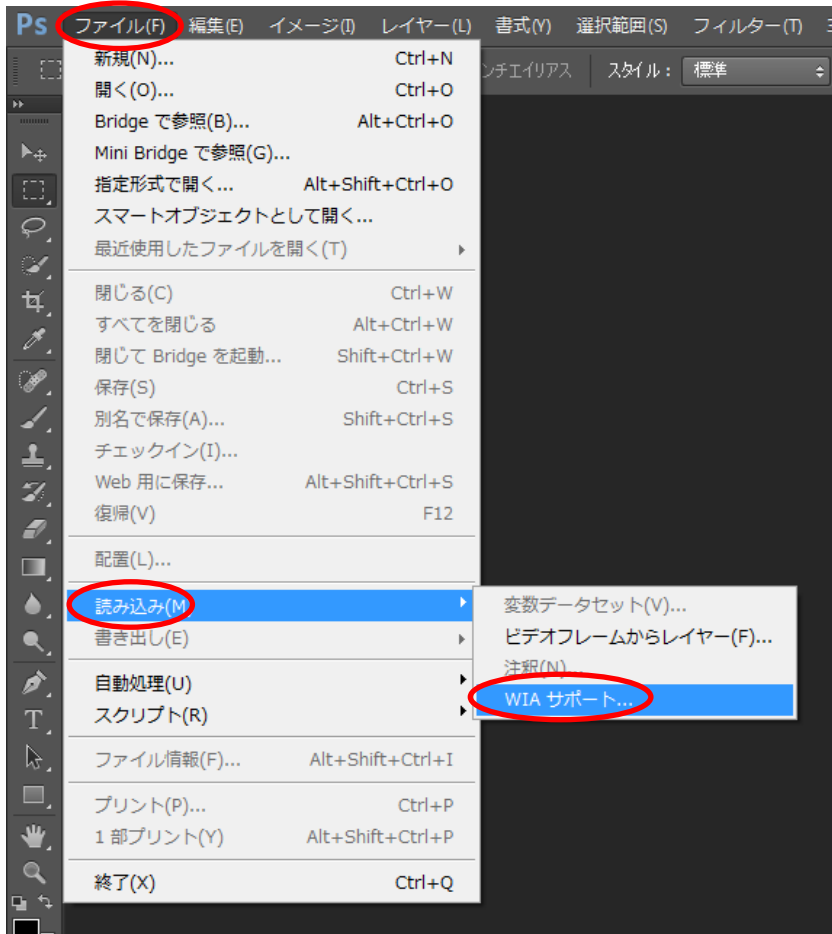 Ps ファイル(F) 編集(E) イメージ(I) レイヤー(L) 書式(Y) 選択範囲(S) フィルター(T)
ンチエイリアス スタイル: 標準
新規(N)... Ctrl+N
開く(O)... Ctrl+O
Bridge で参照(B)... Alt+Ctrl+O
Mini Bridge で参照(G)...
指定形式で開く... Alt+Shift+Ctrl+O
スマートオブジェクトとして開く...
最近使用したファイルを開く(T)
閉じる(C) Ctrl+W
すべてを閉じる Alt+Ctrl+W
閉じて Bridge を起動... Shift+Ctrl+W
保存(S) Ctrl+S
別名で保存(A)... Shift+Ctrl+S
チェックイン(I)...
Web 用に保存... Alt+Shift+Ctrl+S
復帰(V) F12
配置(L)...
読み込み(M)
書き出し(E)
自動処理(U)
スクリプト(R)
ファイル情報(F)... Alt+Shift+Ctrl+I
プリント(P)... Ctrl+P
1 部プリント(Y) Alt+Shift+Ctrl+P
終了(X) Ctrl+Q
変数データセット(V)...
ビデオフレームからレイヤー(F)...
注釈(N)...
WIA サポート...